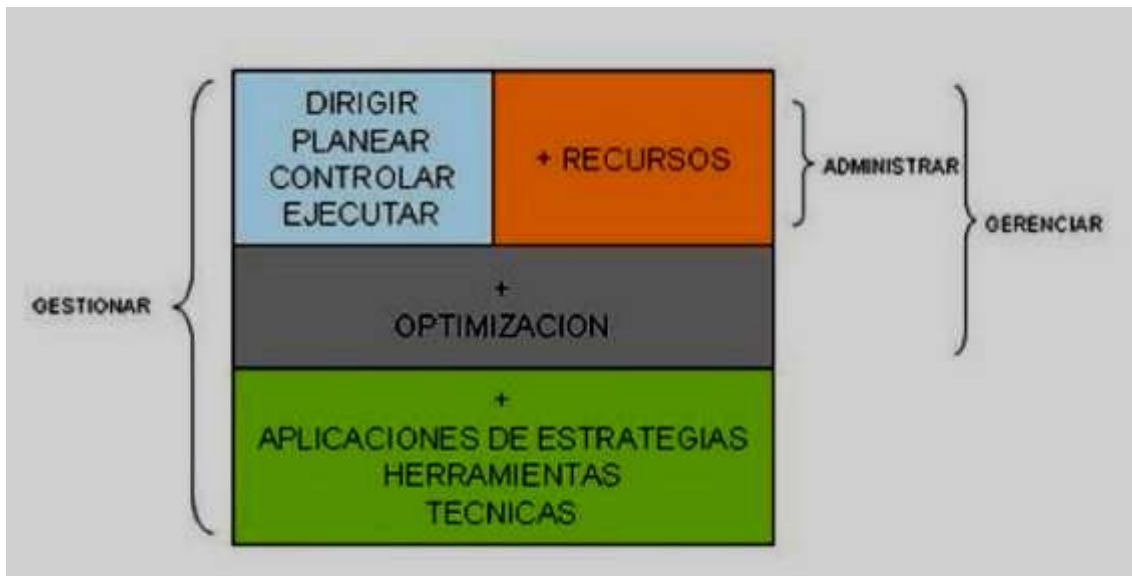 DIRIGIR
PLANEAR
CONTROLAR
EJECUTAR
+ RECURSOS
ADMINISTRAR
GERENCIAR
GESTIONAR
+
OPTIMIZACION
+
APLICACIONES DE ESTRATEGIAS
HERRAMIENTAS
TECNICAS